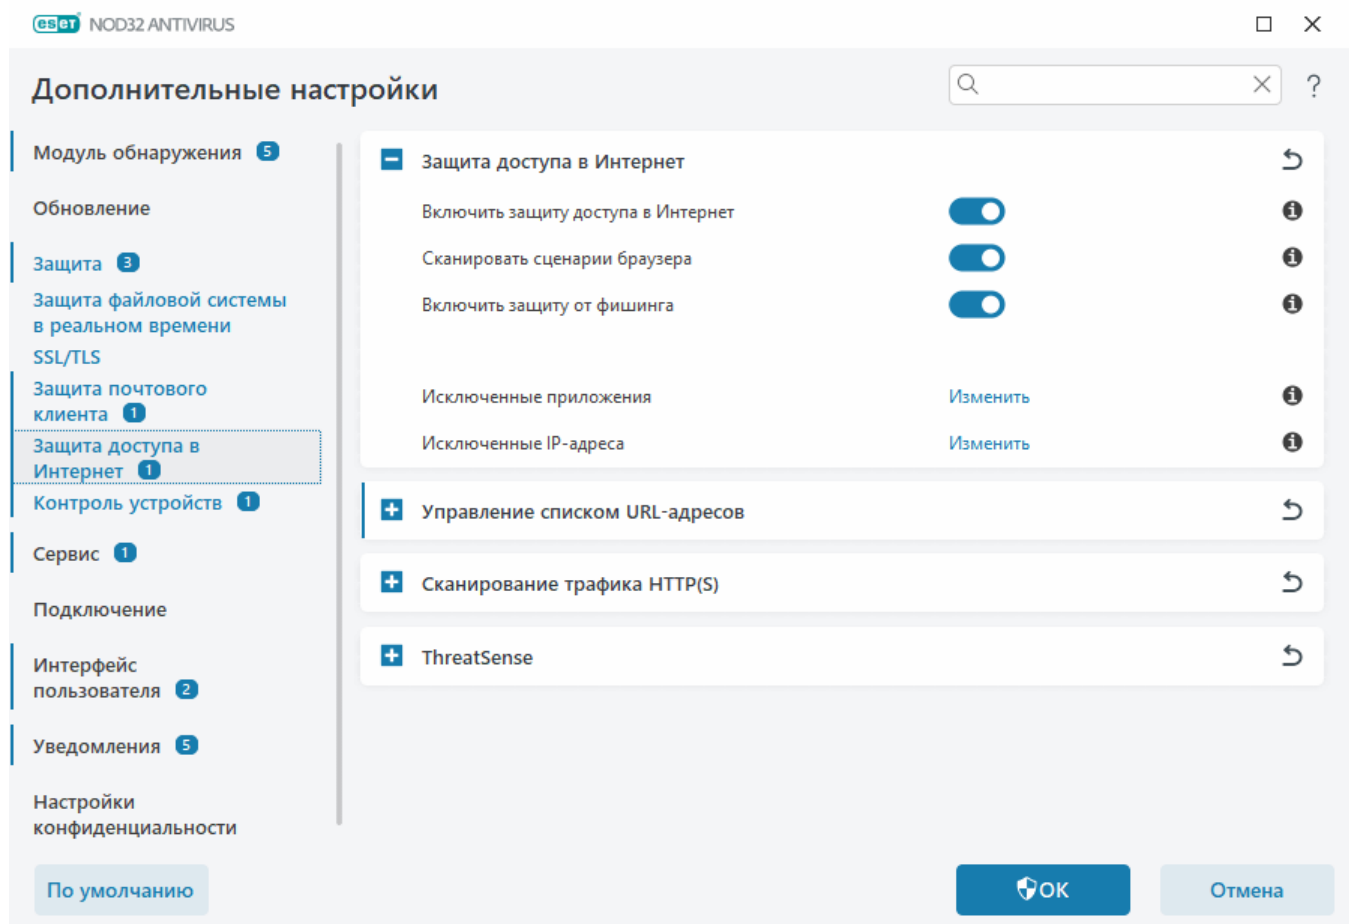 eset NOD32 ANTIVIRUS
Дополнительные настройки
?
Модуль обнаружения 5
Обновление
Защита 3
Защита файловой системы
в реальном времени
SSL/TLS
Защита почтового
клиента 1
Защита доступа в
Интернет 1
Контроль устройств 1
Сервис 1
Подключение
Интерфейс
пользователя 2
Уведомления 5
Настройки
конфиденциальности
Защита доступа в Интернет
Включить защиту доступа в Интернет
Сканировать сценарии браузера
Включить защиту от фишинга
Исключенные приложения Изменить
Исключенные IP-адреса Изменить
Управление списком URL-адресов
Сканирование трафика HTTP(S)
ThreatSense
По умолчанию
ОК
Отмена